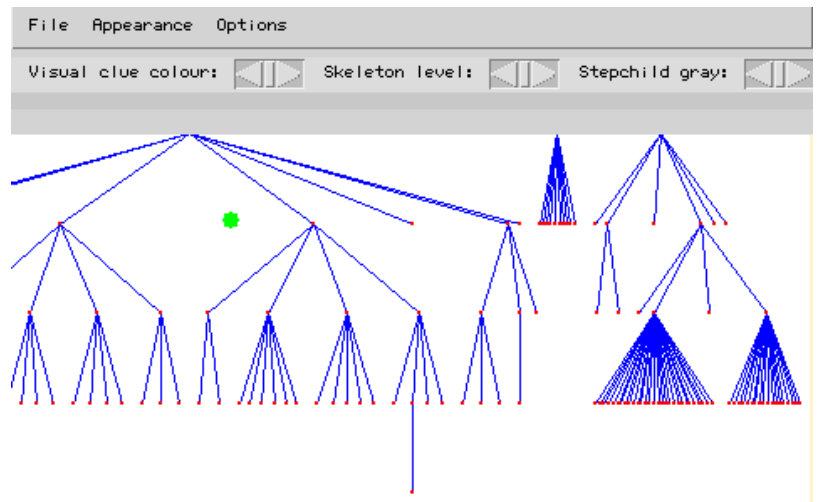 File Appearance Options
Visual clue colour: Skeleton level: Stepchild gray: